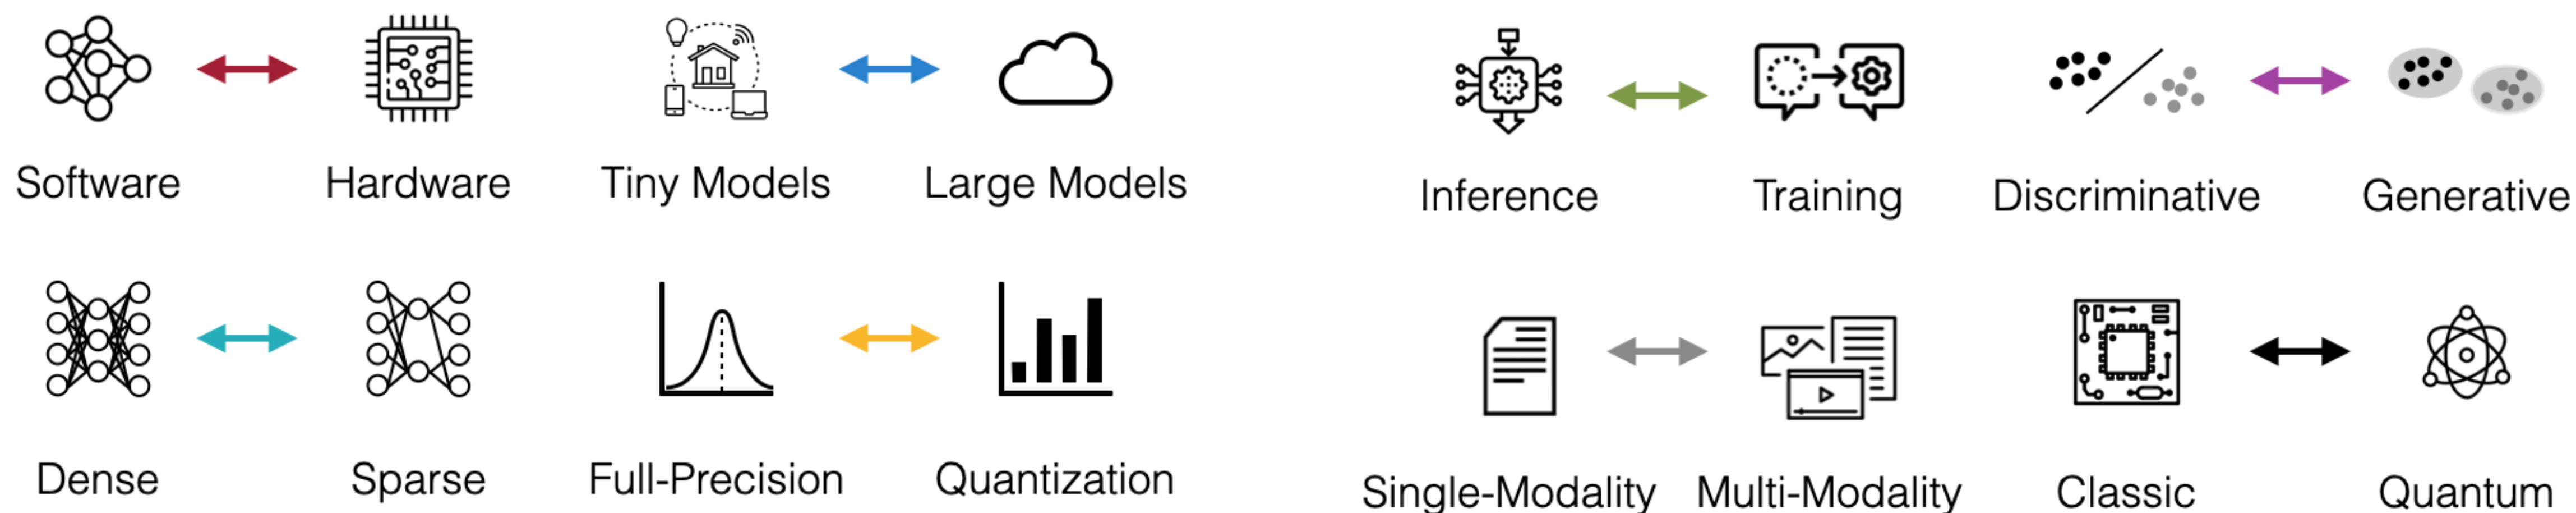 Software
Hardware
Tiny Models
Large Models
Inference
Training
Discriminative
Generative
Dense
Sparse
Full-Precision
Quantization
Single-Modality
Multi-Modality
Classic
Quantum